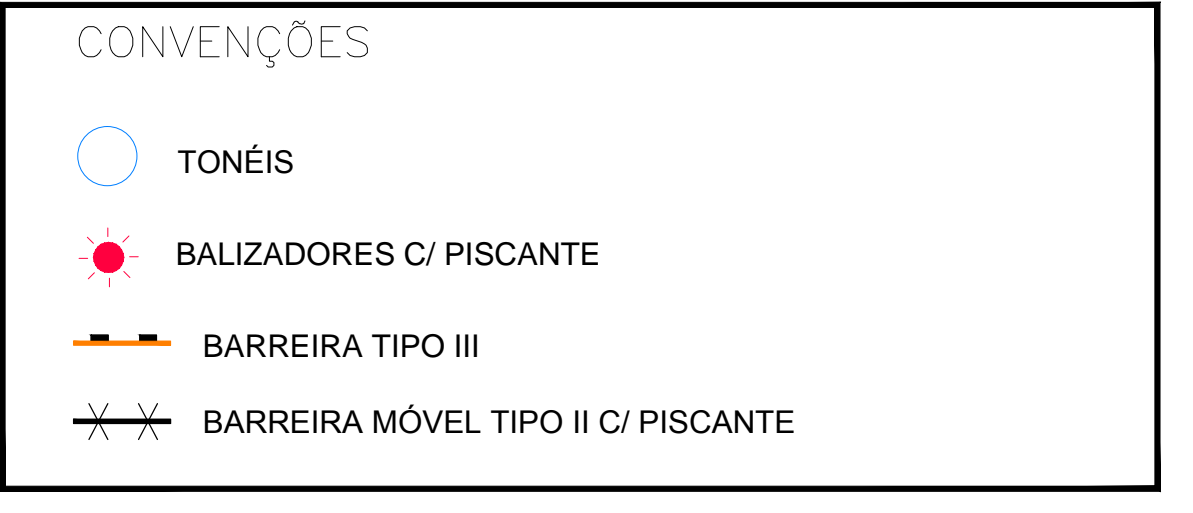 CONVENÇÕES
TONÉIS
BALIZADORES C/ PISCANTE
BARREIRA TIPO III
BARREIRA MÓVEL TIPO II C/ PISCANTE